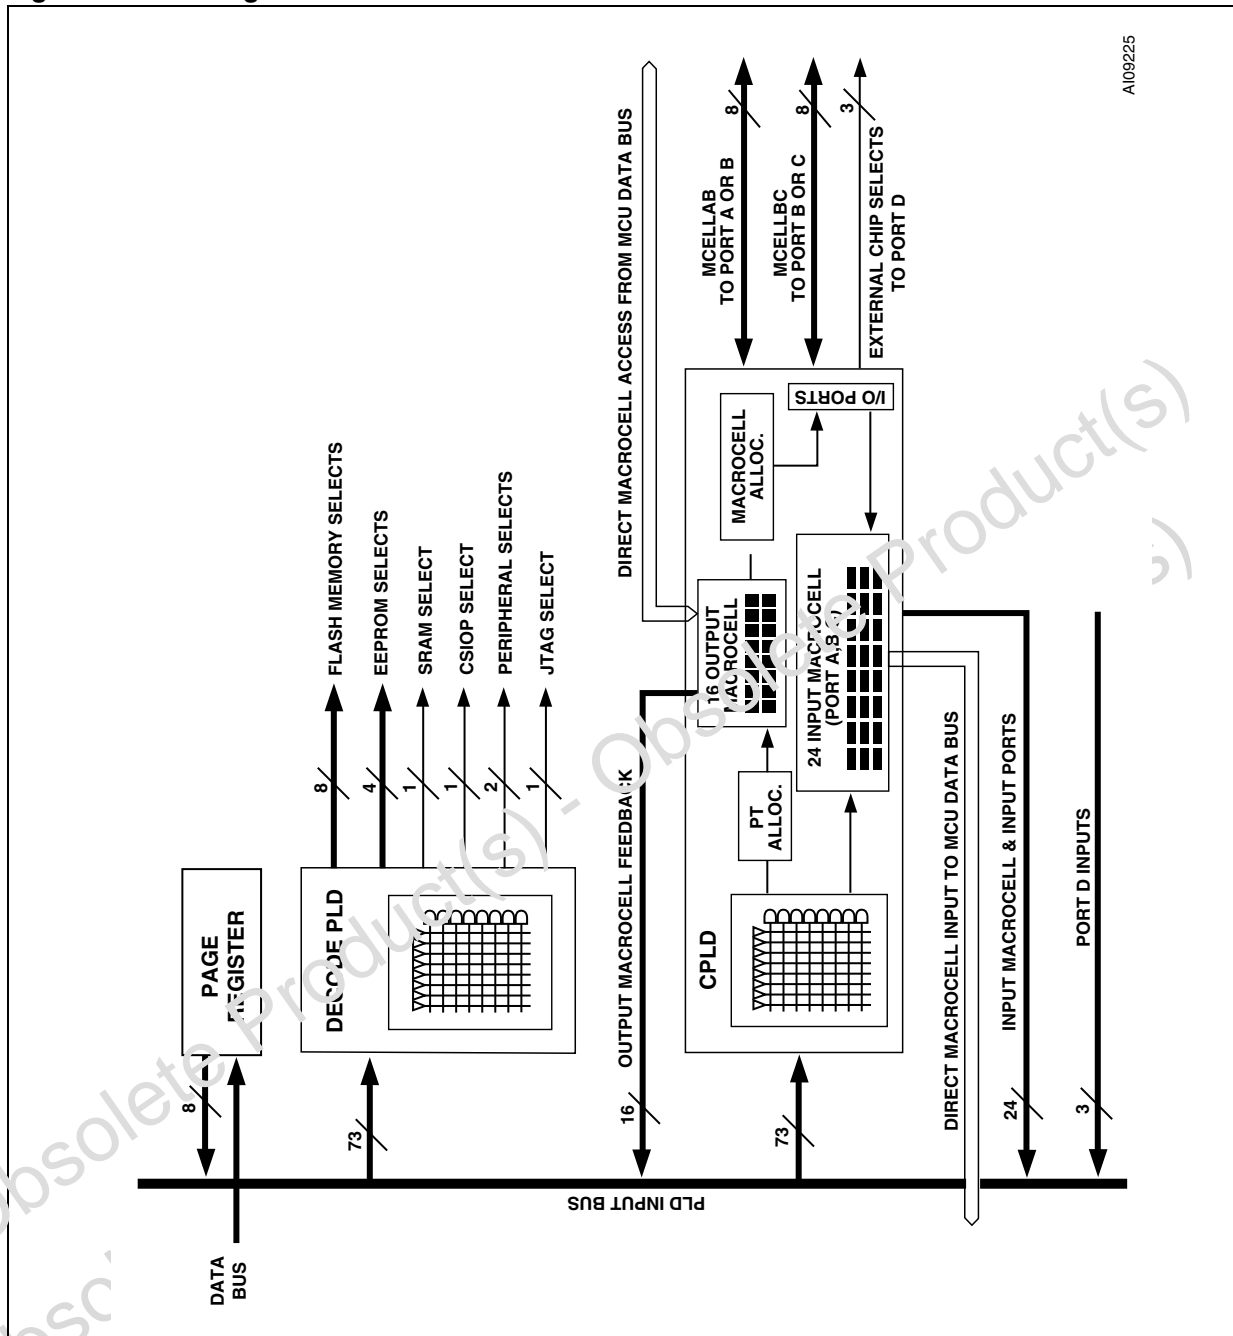 AI09225
DATA
BUS
8
PAGE
REGISTER
PLD INPUT BUS
73
DECODE PLD
8
FLASH MEMORY SELECTS
4
EEPROM SELECTS
1
SRAM SELECT
1
CSIOP SELECT
2
PERIPHERAL SELECTS
1
JTAG SELECT
16
OUTPUT MACROCELL FEEDBACK
DIRECT MACROCELL ACCESS FROM MCU DATA BUS
73
CPLD
PT
ALLOC.
16 OUTPUT
MACROCELL
MACROCELL
ALLOC.
I/O PORTS
24 INPUT MACROCELL
(PORT A,B,C)
MCELLAB
TO PORT A OR B
8
MCELLBC
TO PORT B OR C
8
EXTERNAL CHIP SELECTS
TO PORT D
3
DIRECT MACROCELL INPUT TO MCU DATA BUS
24
INPUT MACROCELL & INPUT PORTS
3
PORT D INPUTS
Obsolete Product(s) - Obsolete Product(s)